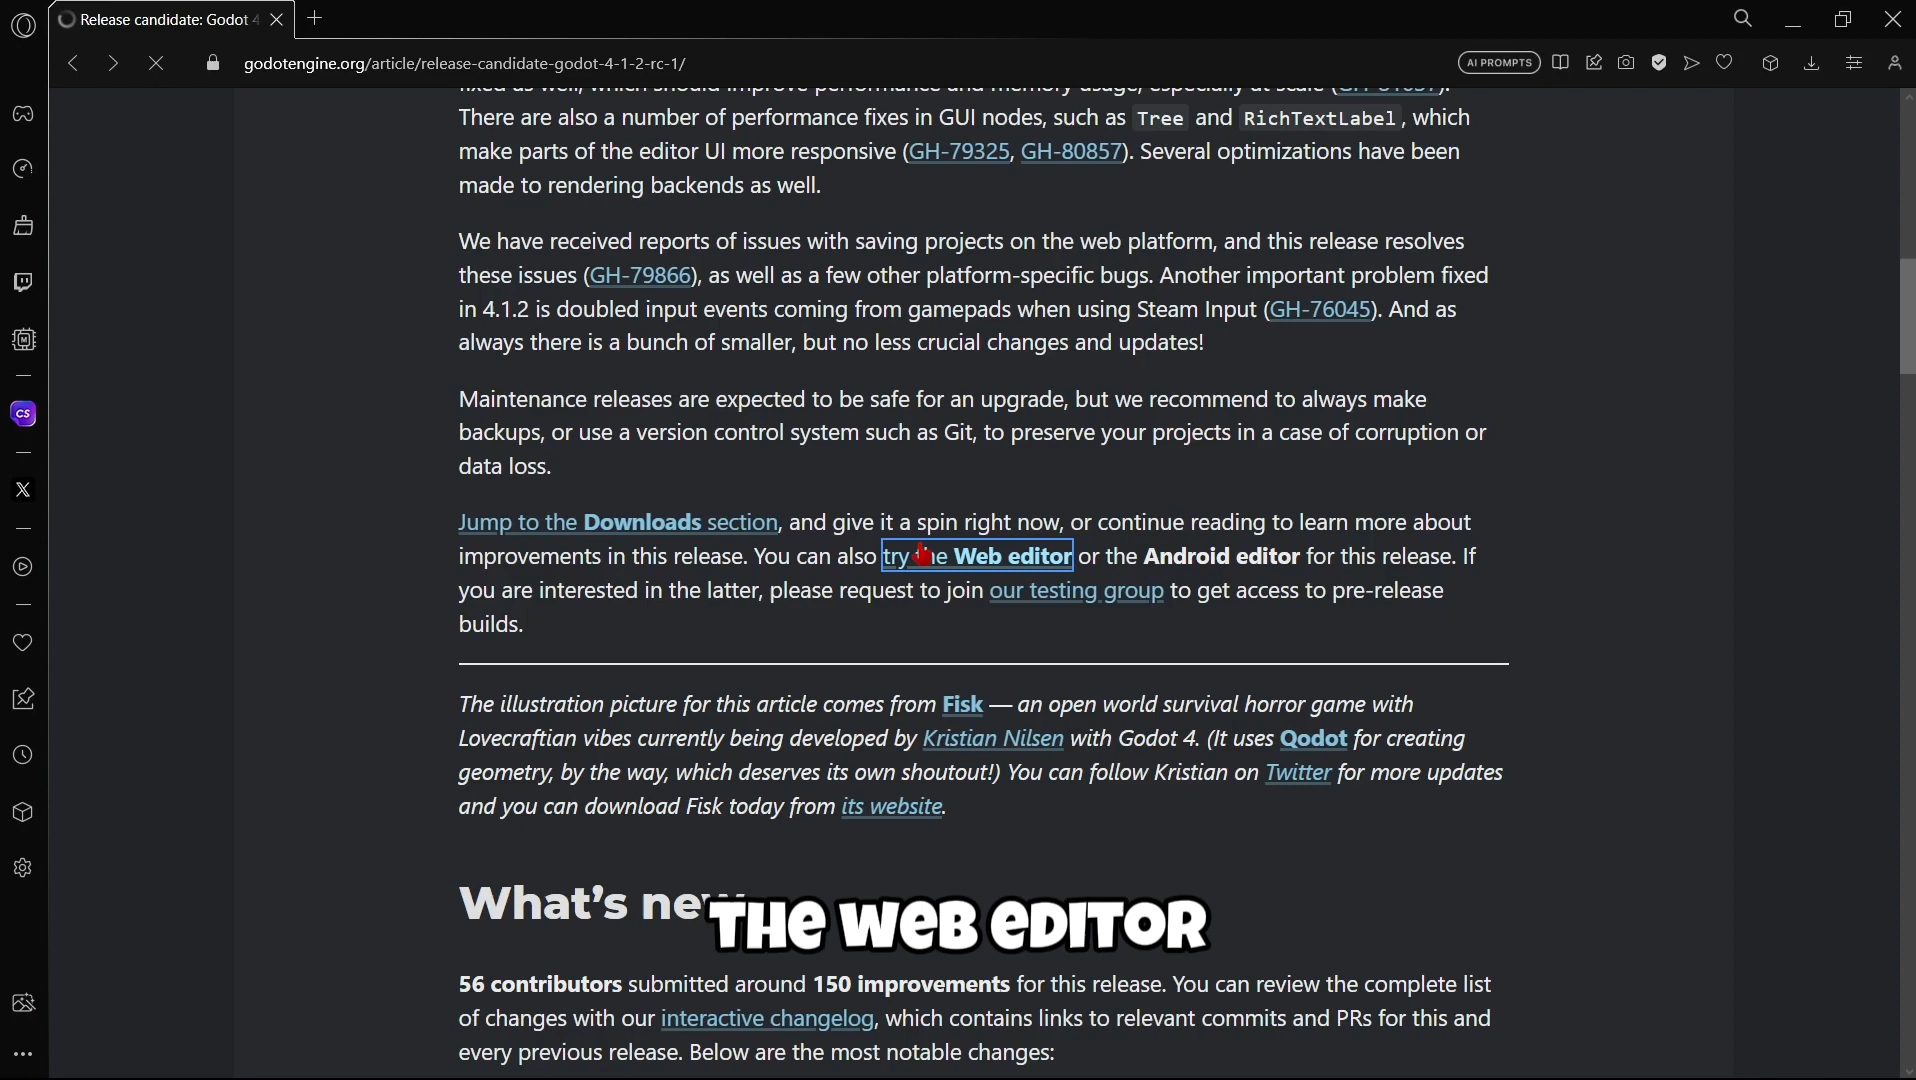 Release candidate: Godot 4
godotengine.org/article/release-candidate-godot-4-1-2-rc-1/
AI PROMPTS
There are also a number of performance fixes in GUI nodes, such as Tree and RichTextLabel, which
make parts of the editor UI more responsive (GH-79325, GH-80857). Several optimizations have been
made to rendering backends as well.
We have received reports of issues with saving projects on the web platform, and this release resolves
these issues (GH-79866), as well as a few other platform-specific bugs. Another important problem fixed
in 4.1.2 is doubled input events coming from gamepads when using Steam Input (GH-76045). And as
always there is a bunch of smaller, but no less crucial changes and updates!
Maintenance releases are expected to be safe for an upgrade, but we recommend to always make
backups, or use a version control system such as Git, to preserve your projects in a case of corruption or
data loss.
CS
Jump to the Downloads section, and give it a spin right now, or continue reading to learn more about
improvements in this release. You can also try the Web editor or the Android editor for this release. If
you are interested in the latter, please request to join our testing group to get access to pre-release
builds.
The illustration picture for this article comes from Fisk — an open world survival horror game with
Lovecraftian vibes currently being developed by Kristian Nilsen with Godot 4. (It uses Qodot for creating
geometry, by the way, which deserves its own shoutout!) You can follow Kristian on Twitter for more updates
and you can download Fisk today from its website.
What's new
THE WEB EDITOR
56 contributors submitted around 150 improvements for this release. You can review the complete list
of changes with our interactive changelog, which contains links to relevant commits and PRs for this and
every previous release. Below are the most notable changes: